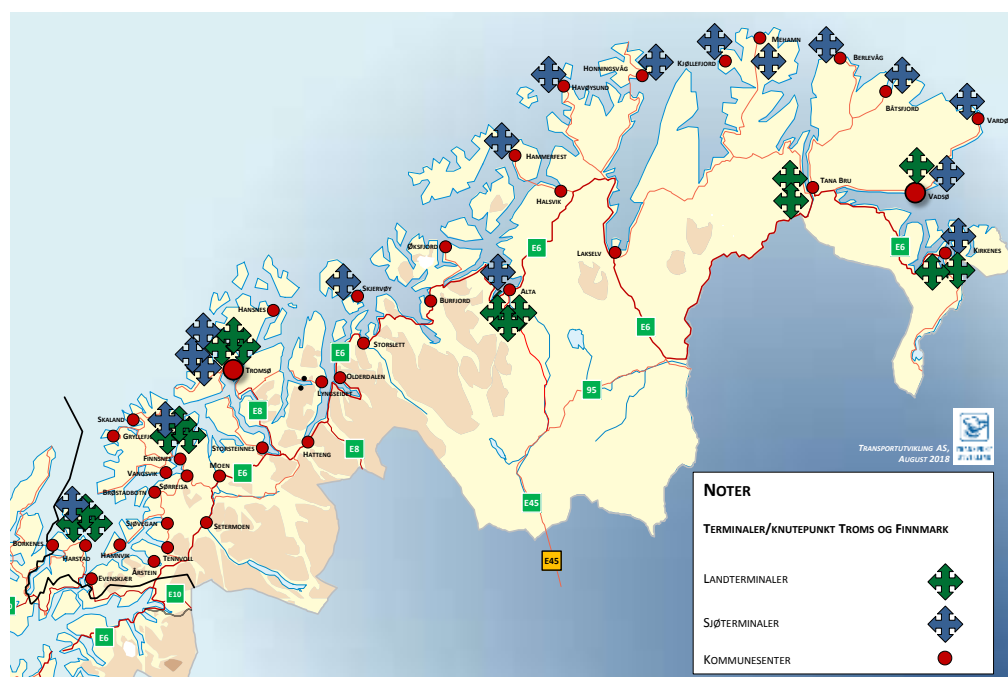 Mehamn
Kjøllefjord
Berlevåg
Honningsvåg
Havøysund
Båtsfjord
Vardø
Hammerfest
Tana Bru
Halsvik
Vadsø
Øksfjord
E6
E6
Lakselv
Kirkenes
Alta
Skjervøy
Burfjord
Hansnes
E6
Storslett
E6
Tromsø
Olderdalen
Lyngseidet
95
E8
Skaland
Gryllefj
Storsteinnes
Hatteng
E8
Finnsnes
Moen
E6
Vangsvik
Sørreisa
Brøstadbotn
E45
Sjøvegan
Setermoen
Borkenes
Harstad
Hamnvik
Tennvoll
Årstein
E45
Evenskjær
E10
0
E6
Transportutvikling AS,
August 2018
Noter
Terminaler/knutepunkt Troms og Finnmark
Landterminaler
Sjøterminaler
Kommunesenter